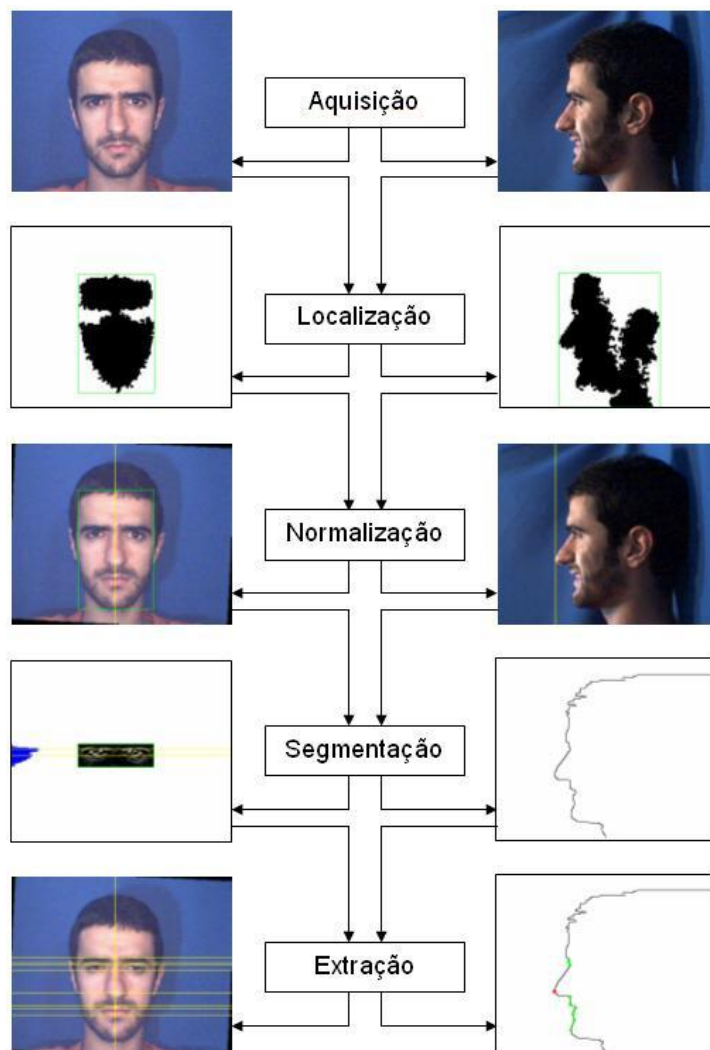 Aquisição
Localização
Normalização
Segmentação
Extração